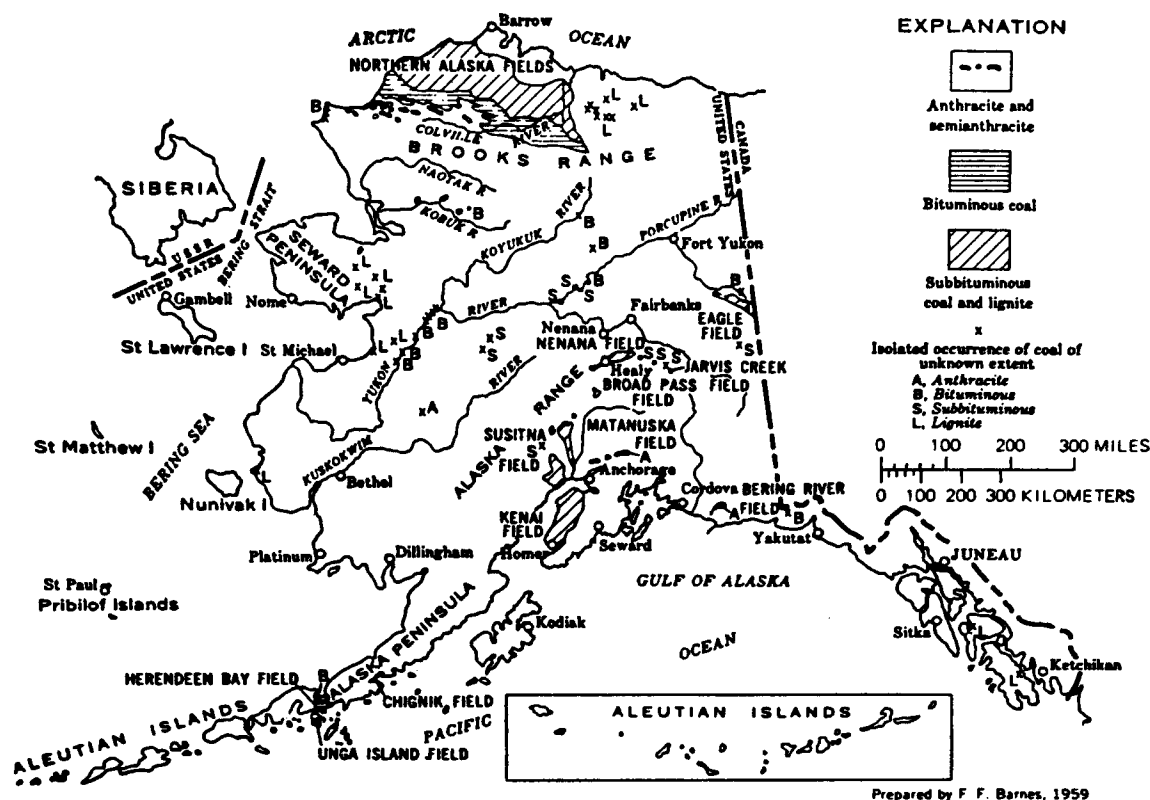 Barrow
ARCTIC OCEAN
NORTHERN ALASKA FIELDS
B
L
L
L
COLVILLE RIVER
BROOKS RANGE
NAOTAK R
KOBUK R
B
SIBERIA
U.S.S.R
UNITED STATES
BERING STRAIT
SEWARD PENINSULA
L
L
L
L
L
KOYUKUK RIVER
B
B
PORCUPINE R
Fort Yukon
CANADA
UNITED STATES
Gambell
Nome
St Lawrence I
St Michael
L
L
B
B
B
B
YUKON RIVER
S
S
S
S
B
S
S
Fairbanks
Nenana
NENANA FIELD
B
EAGLE FIELD
S
Healy
S S S
JARVIS CREEK
FIELD
BROAD PASS FIELD
ALASKA RANGE
A
St Matthew I
BERING SEA
KUSKOKWIM RIVER
Bethel
L
Nunivak I
SUSITNA
S
FIELD
MATANUSKA
FIELD
A
Anchorage
Cordova
BERING RIVER
FIELD
A
B
KENAI
FIELD
Homer
Seward
Yakutat
Platinum
Dillingham
GULF OF ALASKA
JUNEAU
S
L
Sitka
L
Ketchikan
St Paul
Pribilof Islands
ALASKA PENINSULA
Kodiak
PACIFIC OCEAN
HERENDEEN BAY FIELD
B
CHIGNIK FIELD
UNGA ISLAND FIELD
ALEUTIAN ISLANDS
ALEUTIAN ISLANDS
EXPLANATION
Anthracite and
semianthracite
Bituminous coal
Subbituminous
coal and lignite
x
Isolated occurrence of coal of
unknown extent
A, Anthracite
B, Bituminous
S, Subbituminous
L, Lignite
0 100 200 300 MILES
0 100 200 300 KILOMETERS
Prepared by F F. Barnes, 1959